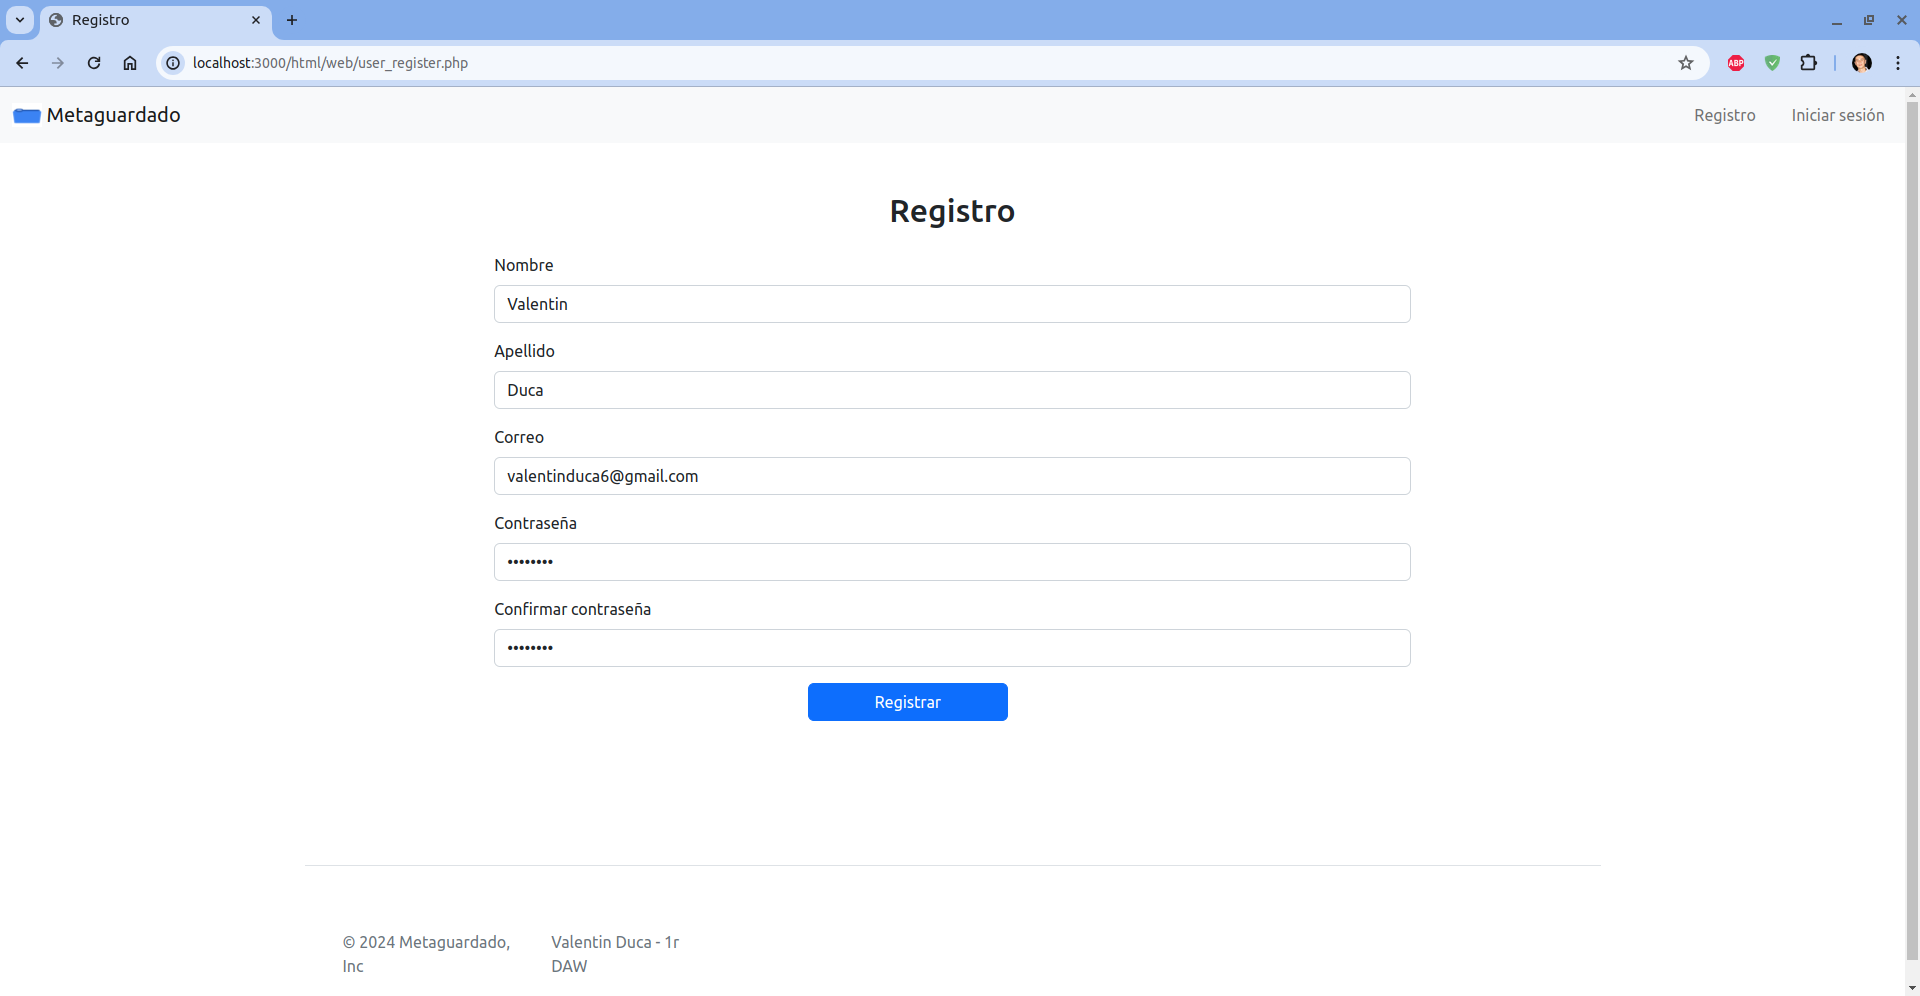 Registro
localhost:3000/html/web/user_register.php
ABP
Metaguardado
Registro
Iniciar sesión
Registro
Nombre
Valentin
Apellido
Duca
Correo
valentinduca6@gmail.com
Contraseña
••••••••
Confirmar contraseña
••••••••
Registrar
© 2024 Metaguardado,
Inc
Valentin Duca - 1r
DAW